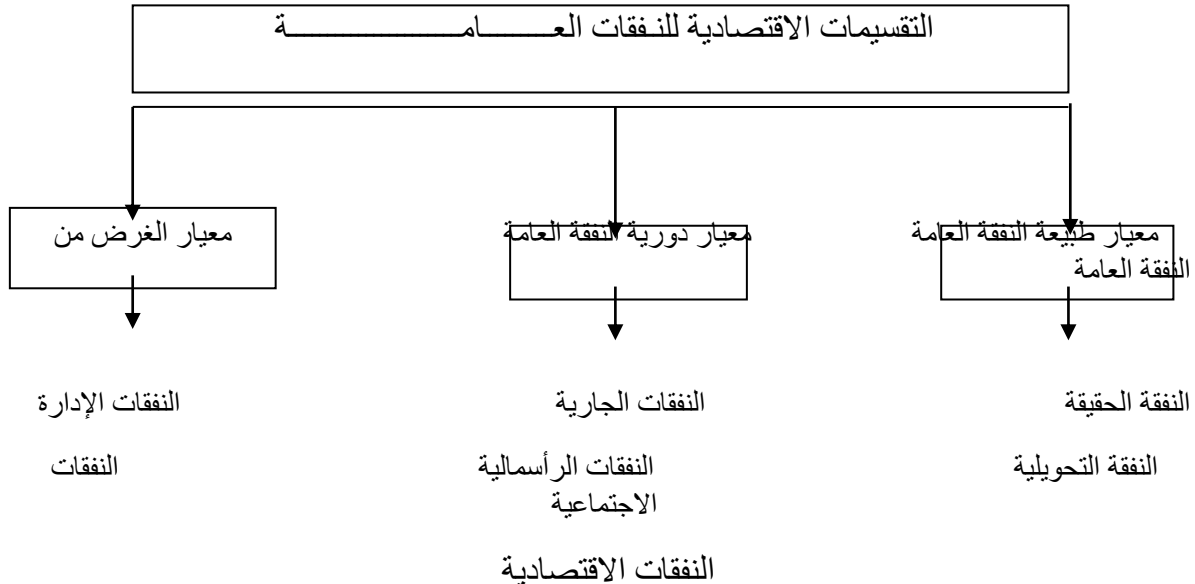 التقسيمات الاقتصادية للنفقات العـــــامـــــــــــــــــة
معيار طبيعة النفقة العامة معيار دورية النفقة العامة معيار الغرض من
النفقة العامة
النفقة الحقيقة النفقات الجارية النفقات الإدارة
النفقة التحويلية النفقات الرأسمالية النفقات
الاجتماعية
النفقات الاقتصادية